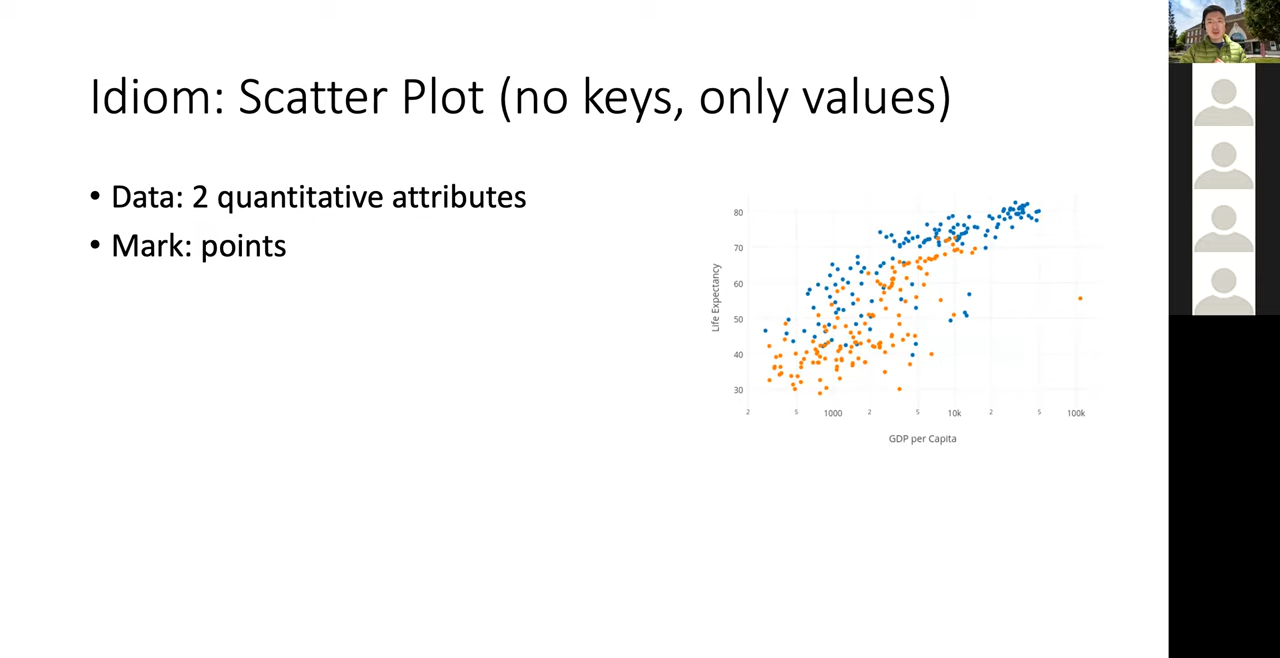 Idiom: Scatter Plot (no keys, only values)
• Data: 2 quantitative attributes
• Mark: points
80
70
60
50
40
30
Life Expectancy
2 5 1000 2 5 10k 2 5 100k
GDP per Capita